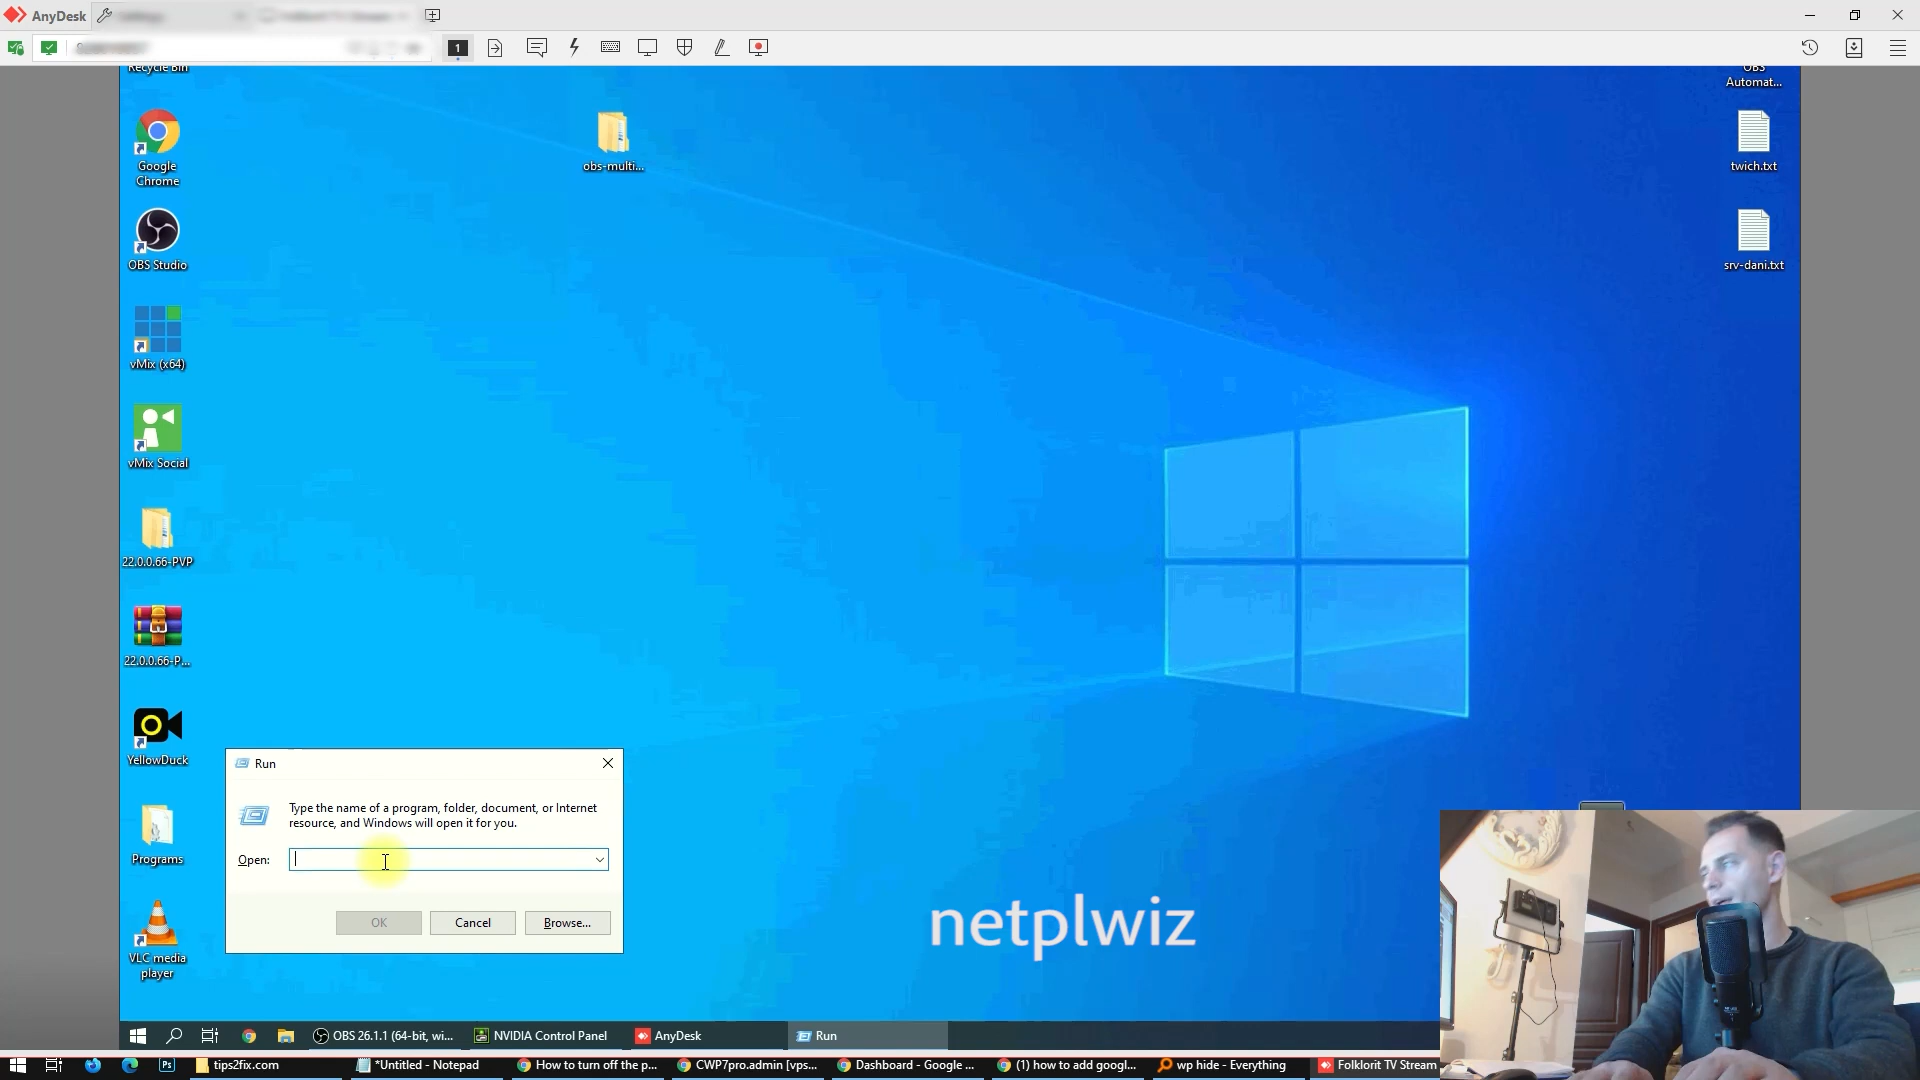 AnyDesk
1
Recycle Bin
Google
Chrome
OBS Studio
vMix (x64)
vMix Social
22.0.0.66-PVP
22.0.0.66-P...
YellowDuck
Programs
VLC media
player
obs-multi...
OBS
Automat...
twich.txt
srv-dani.txt
Run
Type the name of a program, folder, document, or Internet
resource, and Windows will open it for you.
Open:
OK
Cancel
Browse...
netplwiz
OBS 26.1.1 (64-bit, wi...
NVIDIA Control Panel
AnyDesk
Run
Ps
tips2fix.com
*Untitled - Notepad
How to turn off the p...
CWP7pro.admin [vps...
Dashboard - Google ...
(1) how to add googl...
wp hide - Everything
Folklorit TV Stream